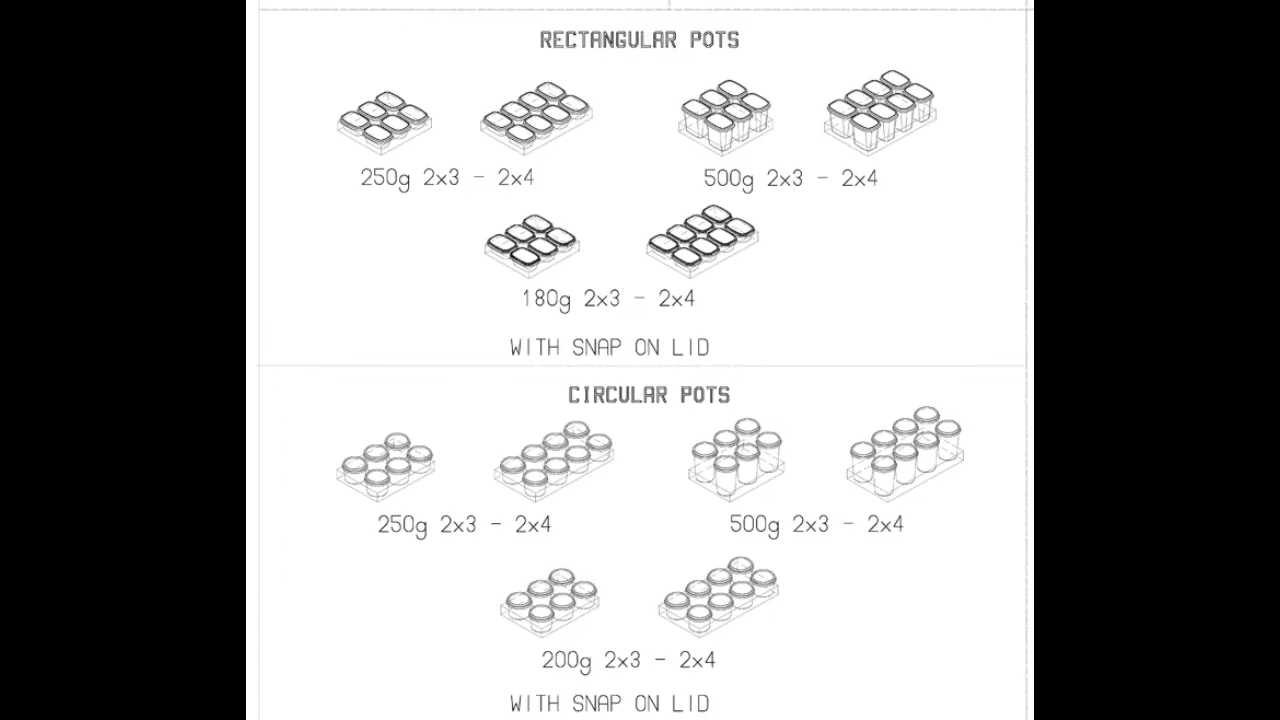 RECTANGULAR POTS
250g 2x3 - 2x4
500g 2x3 - 2x4
180g 2x3 - 2x4
WITH SNAP ON LID
CIRCULAR POTS
250g 2x3 - 2x4
500g 2x3 - 2x4
200g 2x3 - 2x4
WITH SNAP ON LID